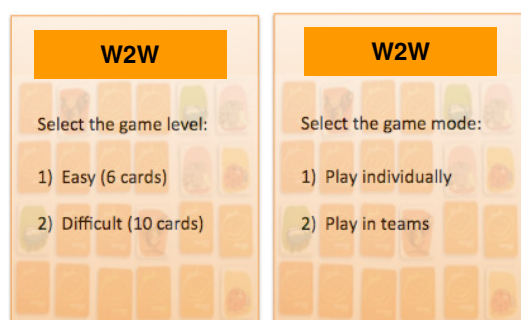 W2W
Select the game level:
1) Easy (6 cards)
2) Difficult (10 cards)
W2W
Select the game mode:
1) Play individually
2) Play in teams